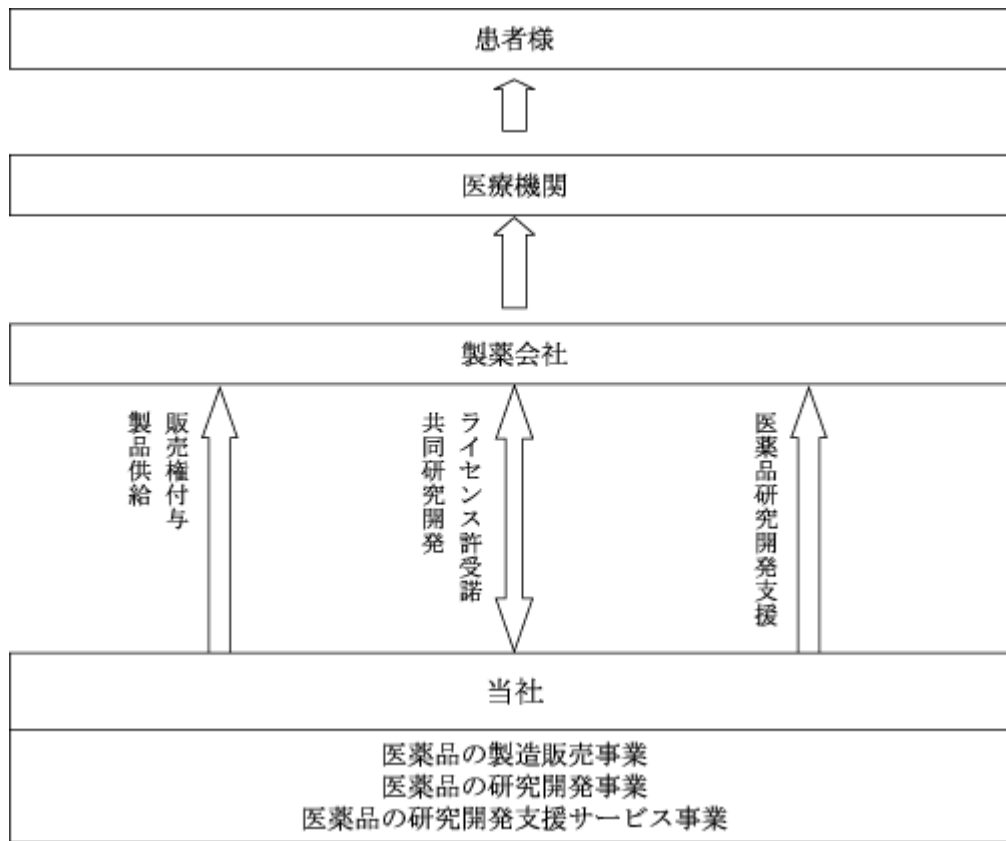 患者様
医療機関
製薬会社
販売権付与
製品供給
ライセンス許受諾
共同研究開発
医薬品研究開発支援
当社
医薬品の製造販売事業
医薬品の研究開発事業
医薬品の研究開発支援サービス事業